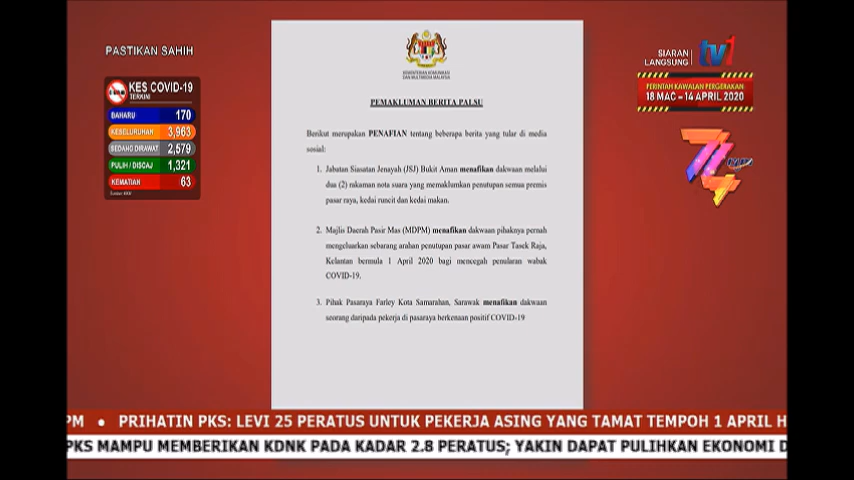 PASTIKAN SAHIH
KES COVID-19
TERKINI
BAHARU 170
KESELURUHAN 3,963
SEDANG DIRAWAT 2,579
PULIH / DISCAJ 1,321
KEMATIAN 63
KEMENTERIAN KOMUNIKASI
DAN MULTIMEDIA MALAYSIA
PEMAKLUMAN BERITA PALSU
Berikut merupakan PENAFIAN tentang beberapa berita yang tular di media
sosial:
1. Jabatan Siasatan Jenayah (JSJ) Bukit Aman menafikan dakwaan melalui
dua (2) rakaman nota suara yang memaklumkan penutupan semua premis
pasar raya, kedai runcit dan kedai makan.
2. Majlis Daerah Pasir Mas (MDPM) menafikan dakwaan pihaknya pernah
mengeluarkan sebarang arahan penutupan pasar awam Pasar Tasek Raja,
Kelantan bermula 1 April 2020 bagi mencegah penularan wabak
COVID-19.
3. Pihak Pasaraya Farley Kota Samarahan, Sarawak menafikan dakwaan
seorang daripada pekerja di pasaraya berkenaan positif COVID-19
SIARAN
LANGSUNG
tv1
PERINTAH KAWALAN PERGERAKAN
18 MAC – 14 APRIL 2020
PM • PRIHATIN PKS: LEVI 25 PERATUS UNTUK PEKERJA ASING YANG TAMAT TEMPOH 1 APRIL H
PKS MAMPU MEMBERIKAN KDNK PADA KADAR 2.8 PERATUS; YAKIN DAPAT PULIHKAN EKONOMI D